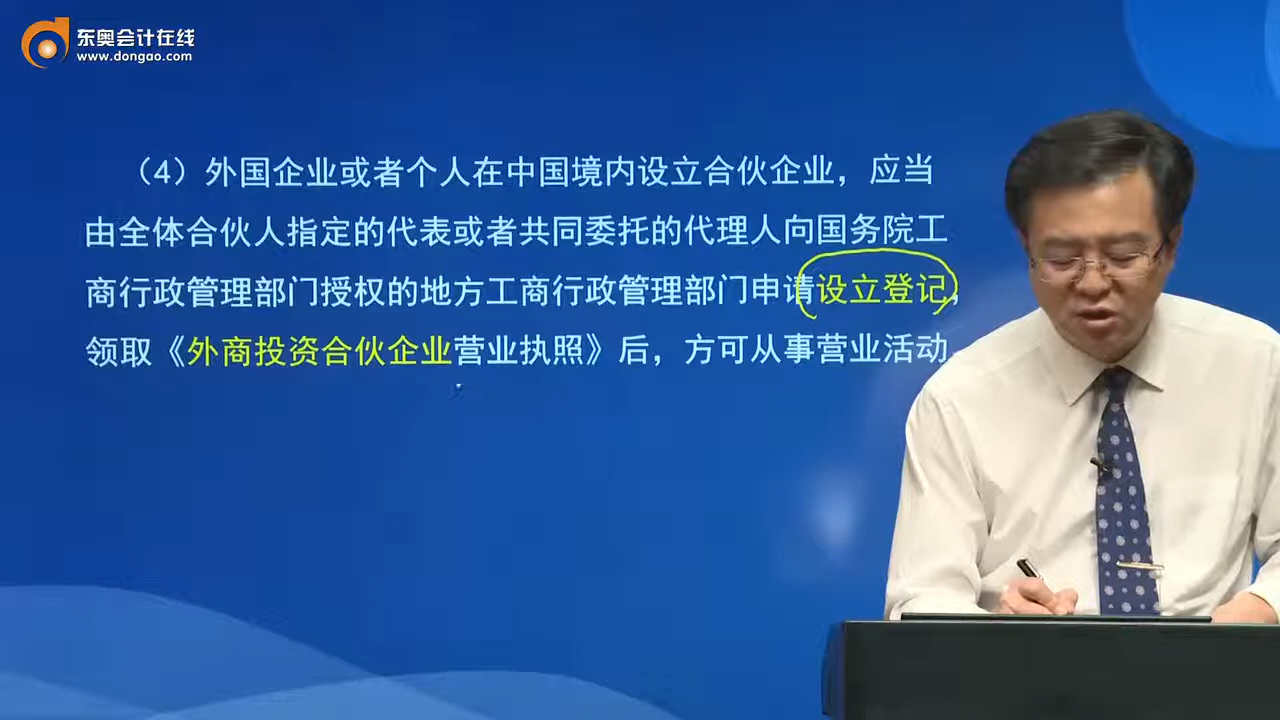 东奥会计在线
www.dongao.com
（4）外国企业或者个人在中国境内设立合伙企业，应当
由全体合伙人指定的代表或者共同委托的代理人向国务院工
商行政管理部门授权的地方工商行政管理部门申请设立登记，
领取《外商投资合伙企业营业执照》后，方可从事营业活动